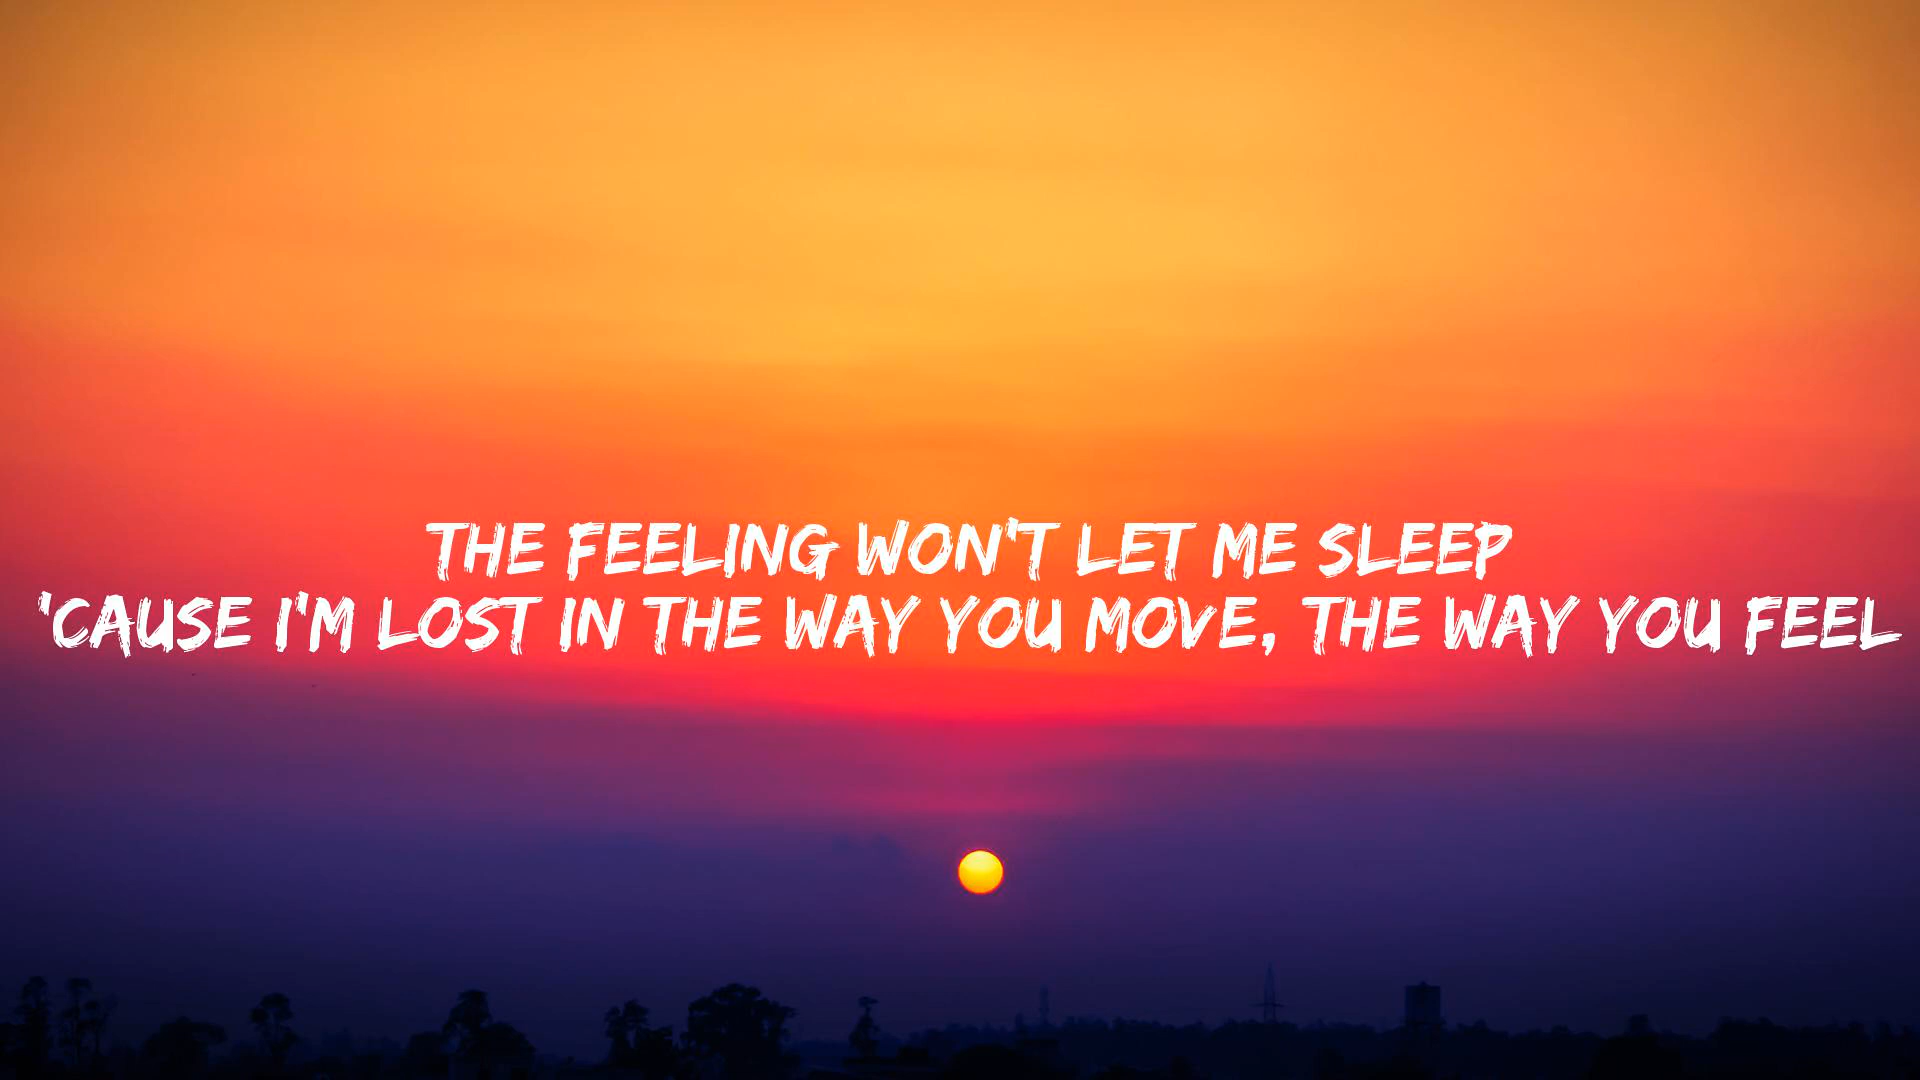 THE FEELING WON'T LET ME SLEEP
'CAUSE I'M LOST IN THE WAY YOU MOVE, THE WAY YOU FEEL